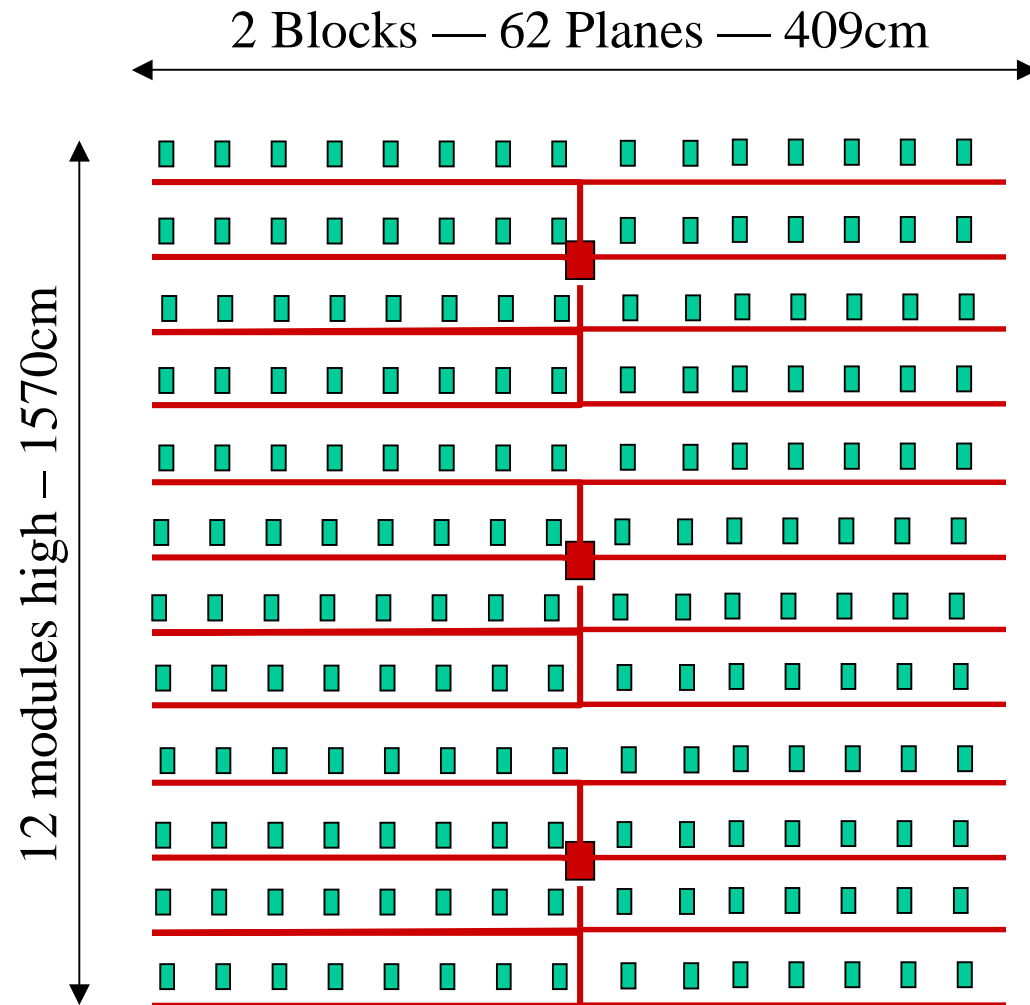 2 Blocks — 62 Planes — 409cm
12 modules high – 1570cm